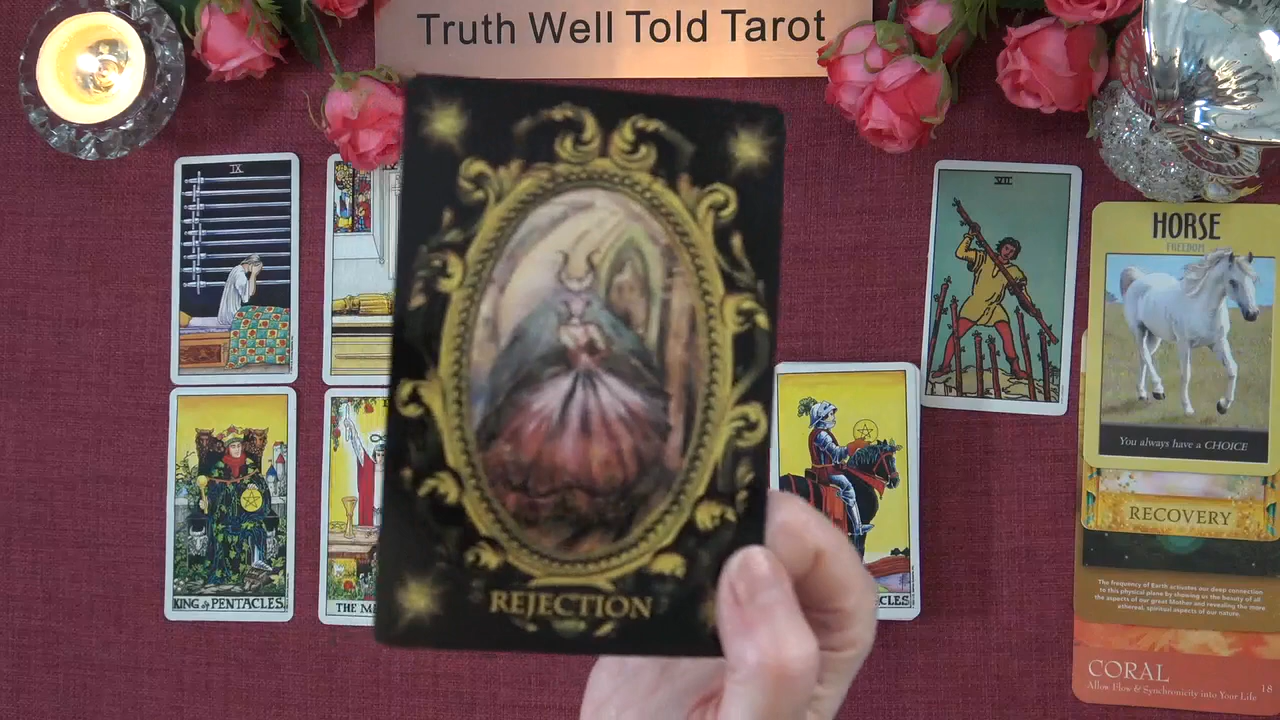 Truth Well Told Tarot
IX
VII
HORSE
FREEDOM
You always have a CHOICE
KING of PENTACLES
THE MA
REJECTION
CLES
RECOVERY
The frequency of Earth activates our deep connection
to this physical plane by showing us the beauty of all
the aspects of our great Mother and revealing the more
ethereal, spiritual aspects of our nature.
CORAL
18
Allow Flow & Synchronicity into Your Life